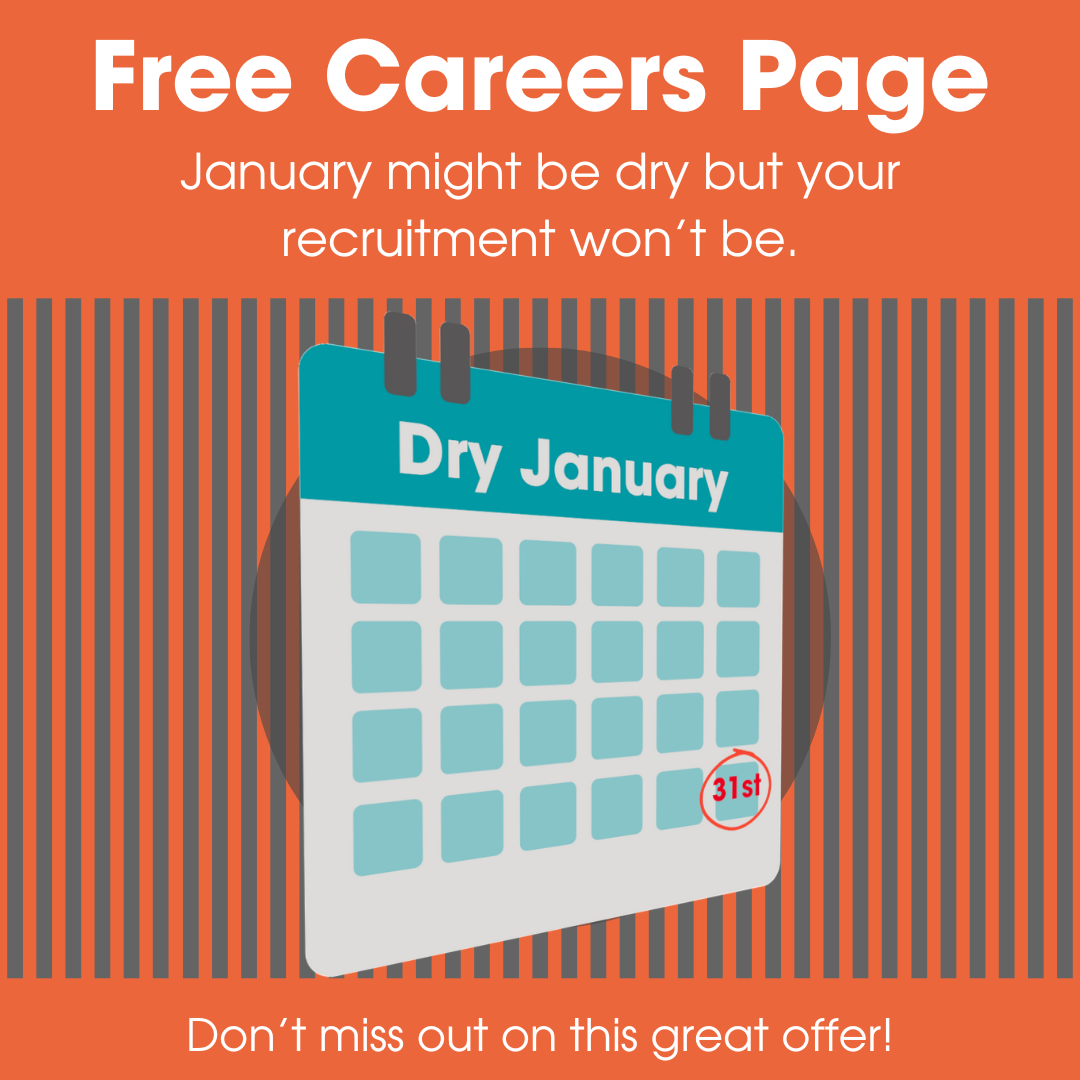 Free Careers Page
January might be dry but your
recruitment won't be.
Dry January
31st
Don't miss out on this great offer!